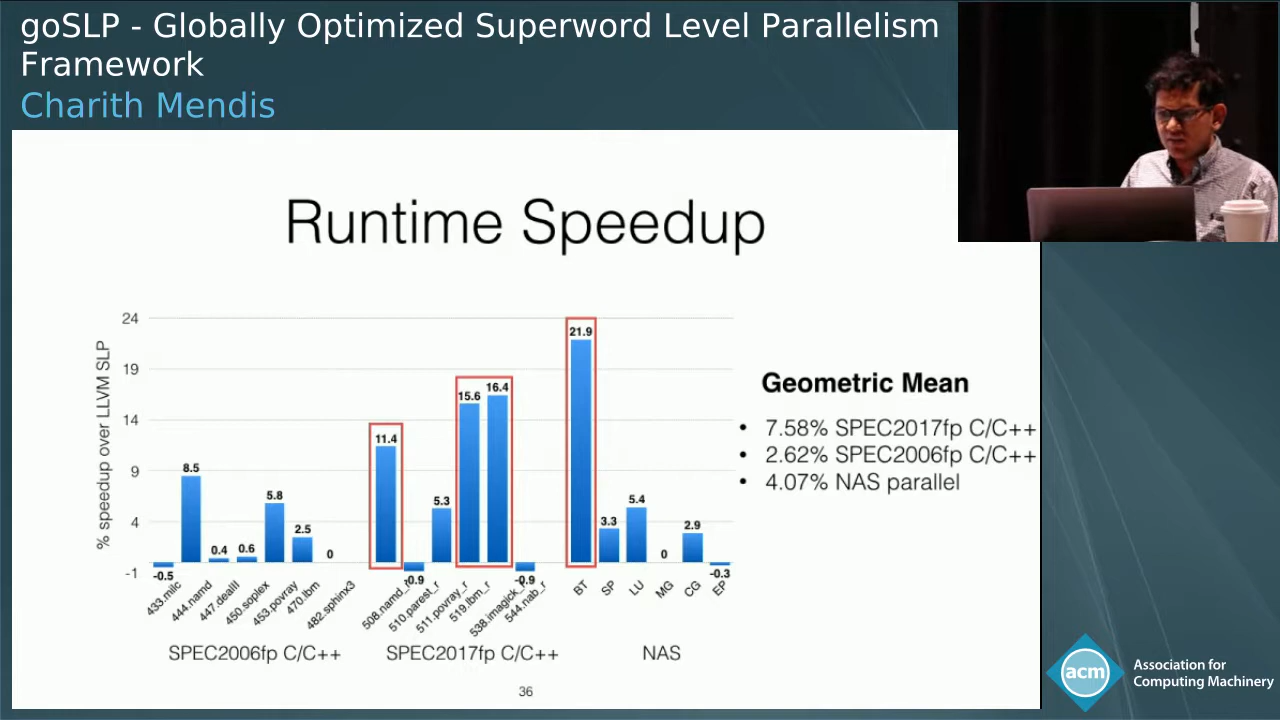 goSLP - Globally Optimized Superword Level Parallelism
Framework
Charith Mendis
Runtime Speedup
% speedup over LLVM SLP
24
19
14
9
4
-1
-0.5
8.5
0.4
0.6
5.8
2.5
0
11.4
-0.9
5.3
15.6
16.4
-0.9
21.9
3.3
5.4
0
2.9
-0.3
433.milc
444.namd
447.dealII
450.soplex
453.povray
470.lbm
482.sphinx3
508.namd_r
510.parest_r
511.povray_r
519.lbm_r
538.imagick_r
544.nab_r
BT
SP
LU
MG
CG
EP
SPEC2006fp C/C++
SPEC2017fp C/C++
NAS
Geometric Mean
• 7.58% SPEC2017fp C/C++
• 2.62% SPEC2006fp C/C++
• 4.07% NAS parallel
36
acm
Association for
Computing Machinery